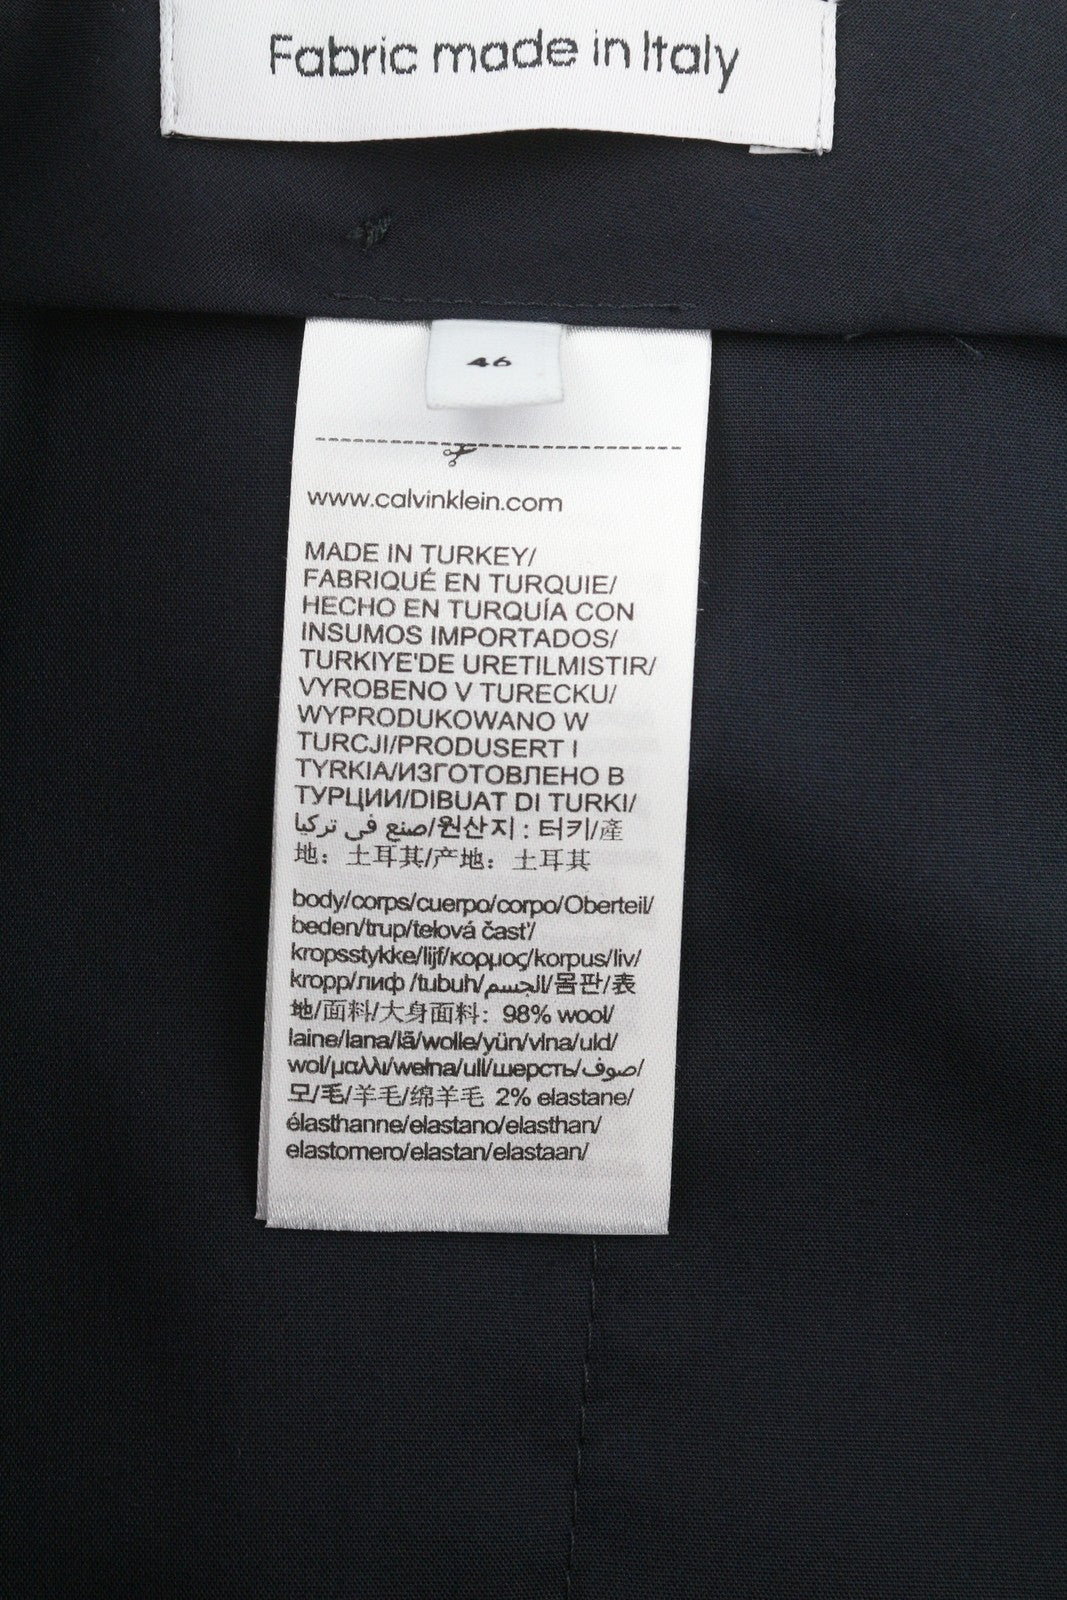 Fabric made in Italy
46
www.calvinklein.com
MADE IN TURKEY/
FABRIQUÉ EN TURQUIE/
HECHO EN TURQUÍA CON
INSUMOS IMPORTADOS/
TURKIYE'DE URETILMISTIR/
VYROBENO V TURECKU/
WYPRODUKOWANO W
TURCJI/PRODUSERT I
TYRKIA/ИЗГОТОВЛЕНО В
ТУРЦИИ/DIBUAT DI TURKI/
صنع في تركيا/원산지 : 터키/產
地：土耳其/产地：土耳其
body/corps/cuerpo/corpo/Oberteil/
beden/trup/telová časť/
kropsstykke/lijf/κορμος/korpus/liv/
kropp/лиф /tubuh/الجسم/몸판/表
地/面料/大身面料: 98% wool/
laine/lana/lã/wolle/yün/vlna/uld/
wol/μαλλι/wełna/ull/шерсть/صوف/
모/毛/羊毛/绵羊毛 2% elastane/
élasthanne/elastano/elasthan/
elastomero/elastan/elastaan/